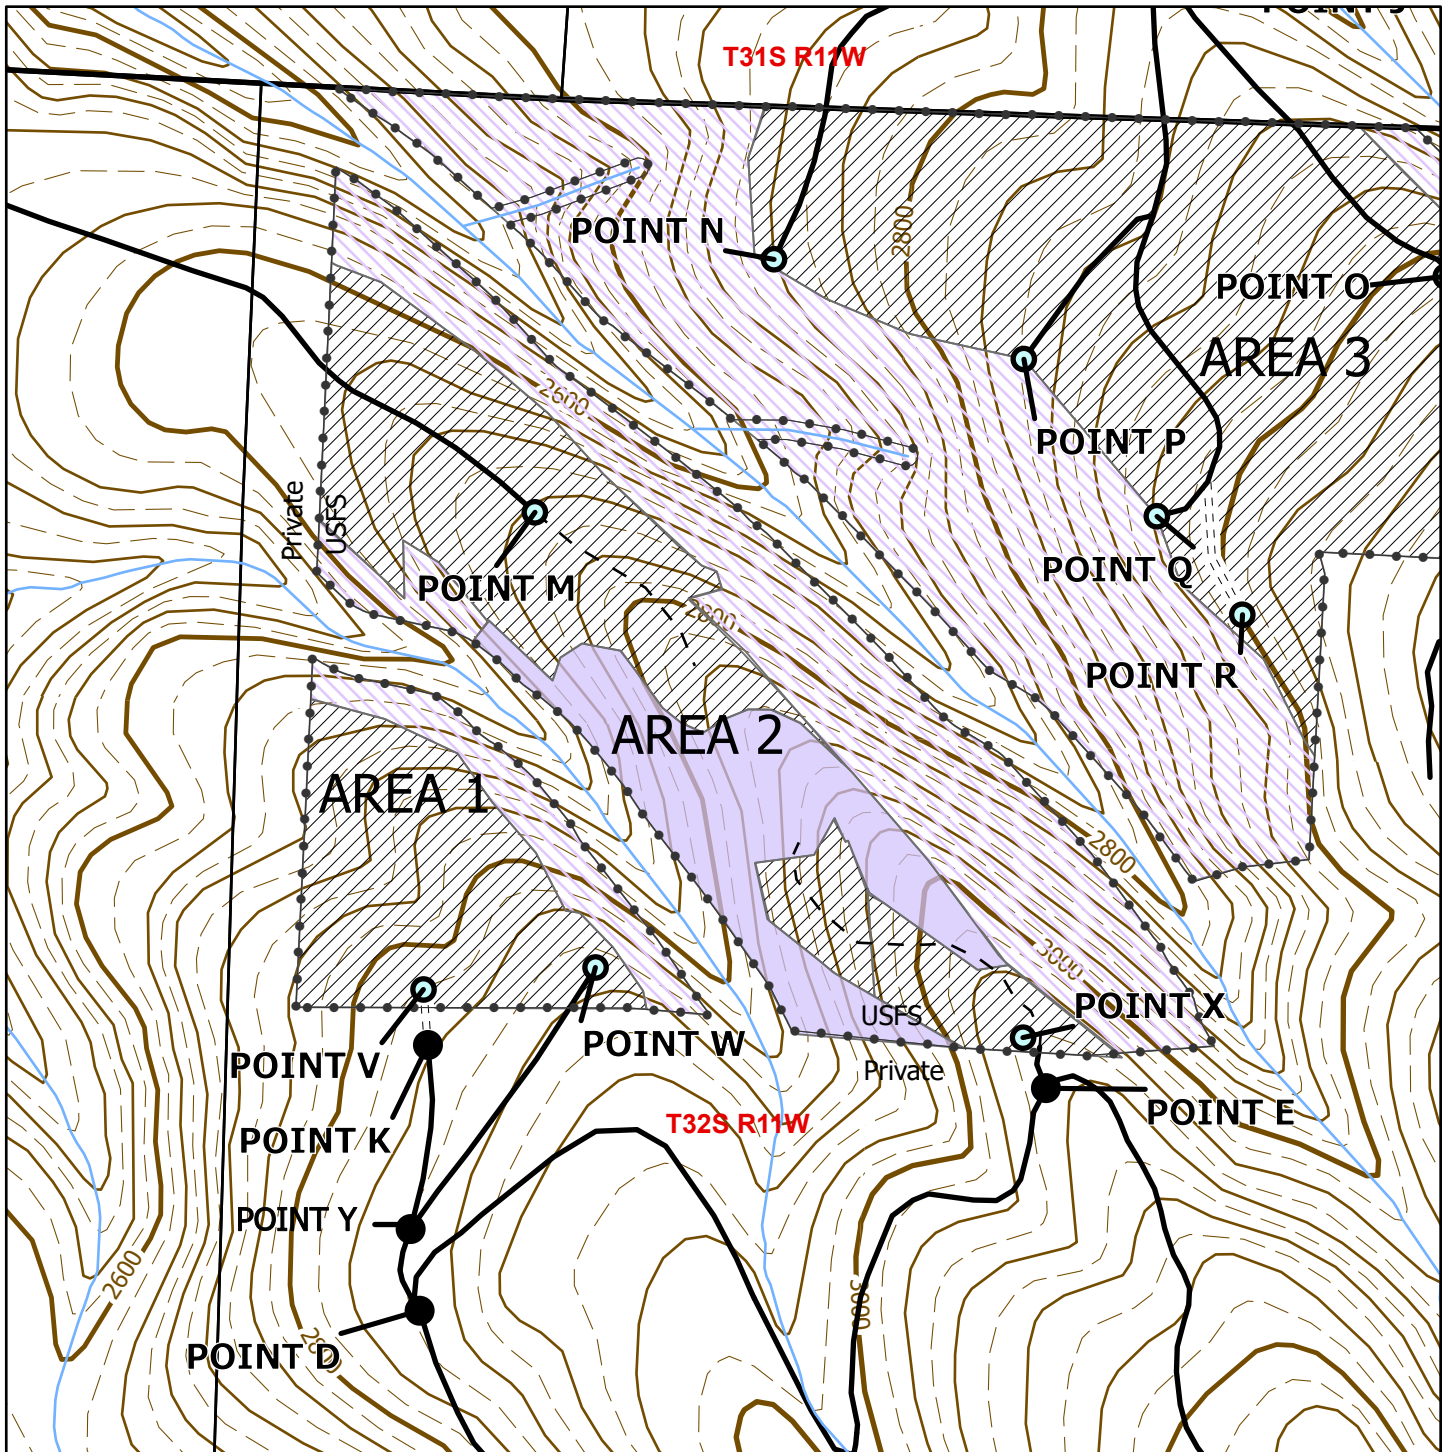 T31S R11W
POINT N
2800
POINT O
AREA 3
2600
POINT P
Private
USFS
POINT Q
POINT M
2800
POINT R
AREA 2
AREA 1
2800
3000
POINT X
USFS
POINT W
POINT V
Private
POINT E
T32S R11W
POINT K
POINT Y
2600
3000
POINT D